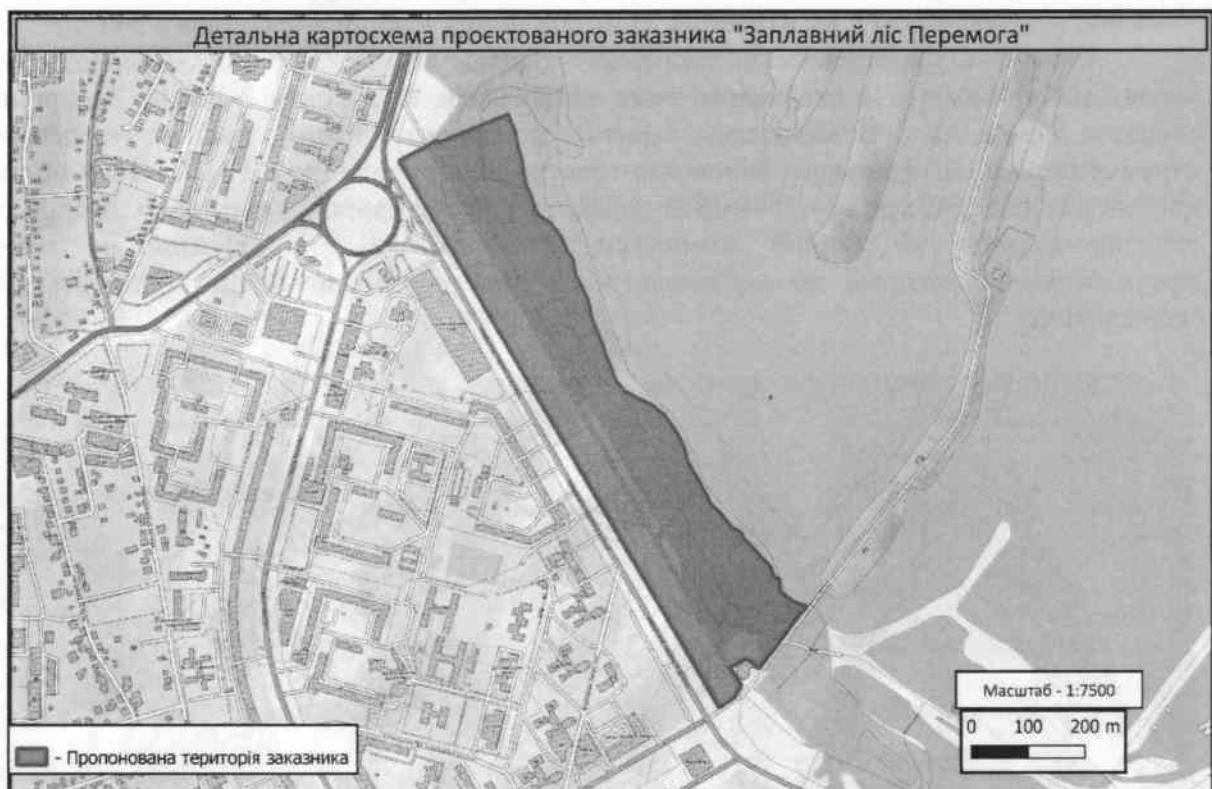 Детальна картосхема проєктованого заказника "Заплавний ліс Перемога"
Масштаб - 1:7500
0 100 200 m
- Пропонована територія заказника